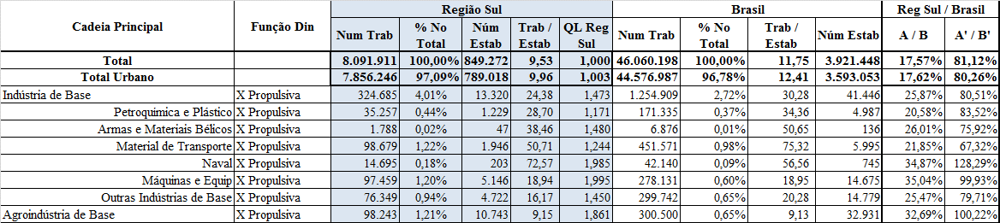 Cadeia Principal Função Din Região Sul Brasil Reg Sul / Brasil
Num Trab % No Total Núm Estab Trab / Estab QL Reg Sul Num Trab % No Total Trab / Estab Núm Estab A / B A' / B'
Total 8.091.911 100,00% 849.272 9,53 1,000 46.060.198 100,00% 11,75 3.921.448 17,57% 81,12%
Total Urbano 7.856.246 97,09% 789.018 9,96 1,003 44.576.987 96,78% 12,41 3.593.053 17,62% 80,26%
Indústria de Base X Propulsiva 324.685 4,01% 13.320 24,38 1,473 1.254.909 2,72% 30,28 41.446 25,87% 80,51%
Petroquimica e Plástico X Propulsiva 35.257 0,44% 1.229 28,70 1,171 171.335 0,37% 34,36 4.987 20,58% 83,52%
Armas e Materiais Bélicos X Propulsiva 1.788 0,02% 47 38,46 1,480 6.876 0,01% 50,65 136 26,01% 75,92%
Material de Transporte X Propulsiva 98.679 1,22% 1.946 50,71 1,244 451.571 0,98% 75,32 5.995 21,85% 67,32%
Naval X Propulsiva 14.695 0,18% 203 72,57 1,985 42.140 0,09% 56,56 745 34,87% 128,29%
Máquinas e Equip X Propulsiva 97.459 1,20% 5.146 18,94 1,995 278.131 0,60% 18,95 14.675 35,04% 99,93%
Outras Indústrias de Base X Propulsiva 76.349 0,94% 4.722 16,17 1,450 299.742 0,65% 20,28 14.779 25,47% 79,71%
Agroindústria de Base X Propulsiva 98.243 1,21% 10.743 9,15 1,861 300.500 0,65% 9,13 32.931 32,69% 100,22%